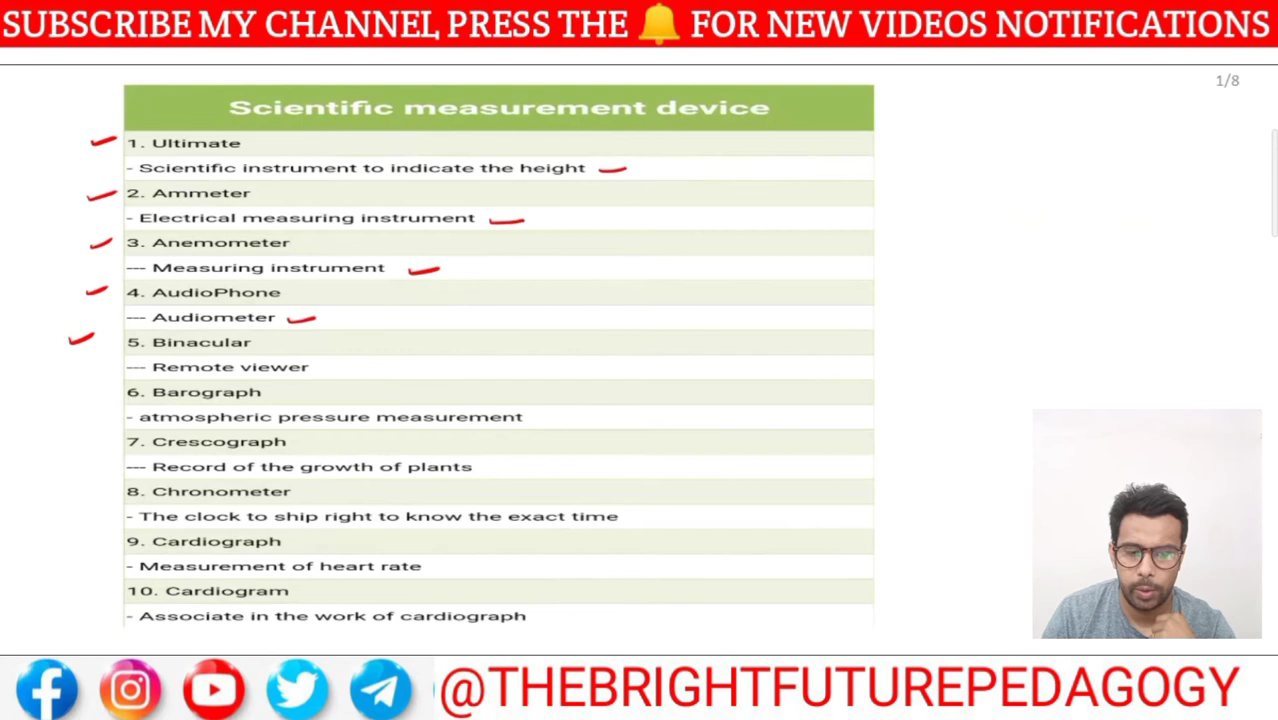 SUBSCRIBE MY CHANNEL PRESS THE 🔔 FOR NEW VIDEOS NOTIFICATIONS
1/8
Scientific measurement device
1. Ultimate
- Scientific instrument to indicate the height
2. Ammeter
- Electrical measuring instrument
3. Anemometer
--- Measuring instrument
4. AudioPhone
--- Audiometer
5. Binacular
--- Remote viewer
6. Barograph
- atmospheric pressure measurement
7. Crescograph
--- Record of the growth of plants
8. Chronometer
- The clock to ship right to know the exact time
9. Cardiograph
- Measurement of heart rate
10. Cardiogram
- Associate in the work of cardiograph
@THEBRIGHTFUTUREPEDAGOGY